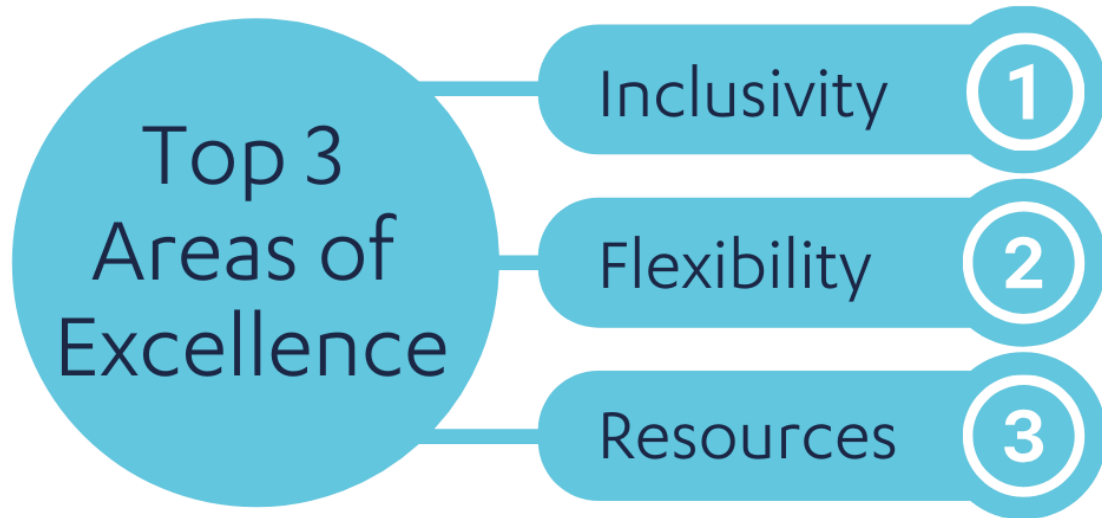 Top 3
Areas of
Excellence
Inclusivity 1
Flexibility 2
Resources 3